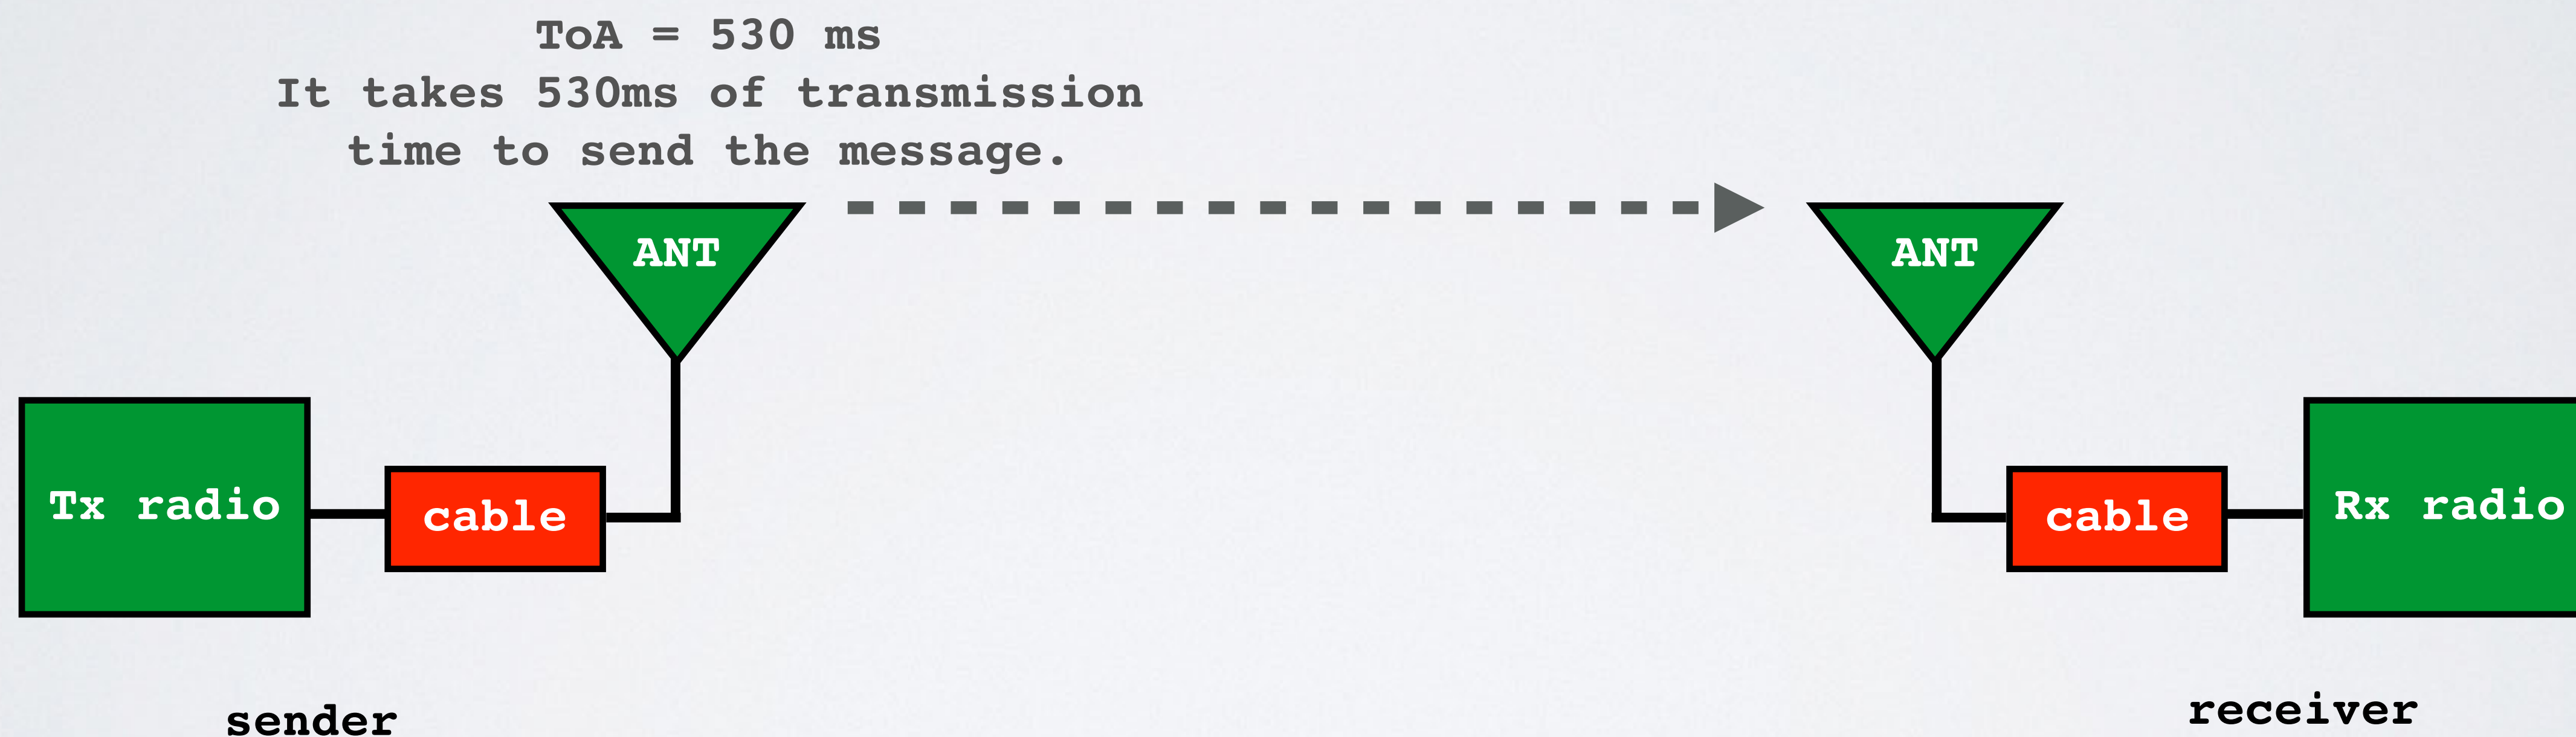 ToA = 530 ms
It takes 530ms of transmission
time to send the message.
ANT
ANT
Tx radio
cable
cable
Rx radio
sender
receiver